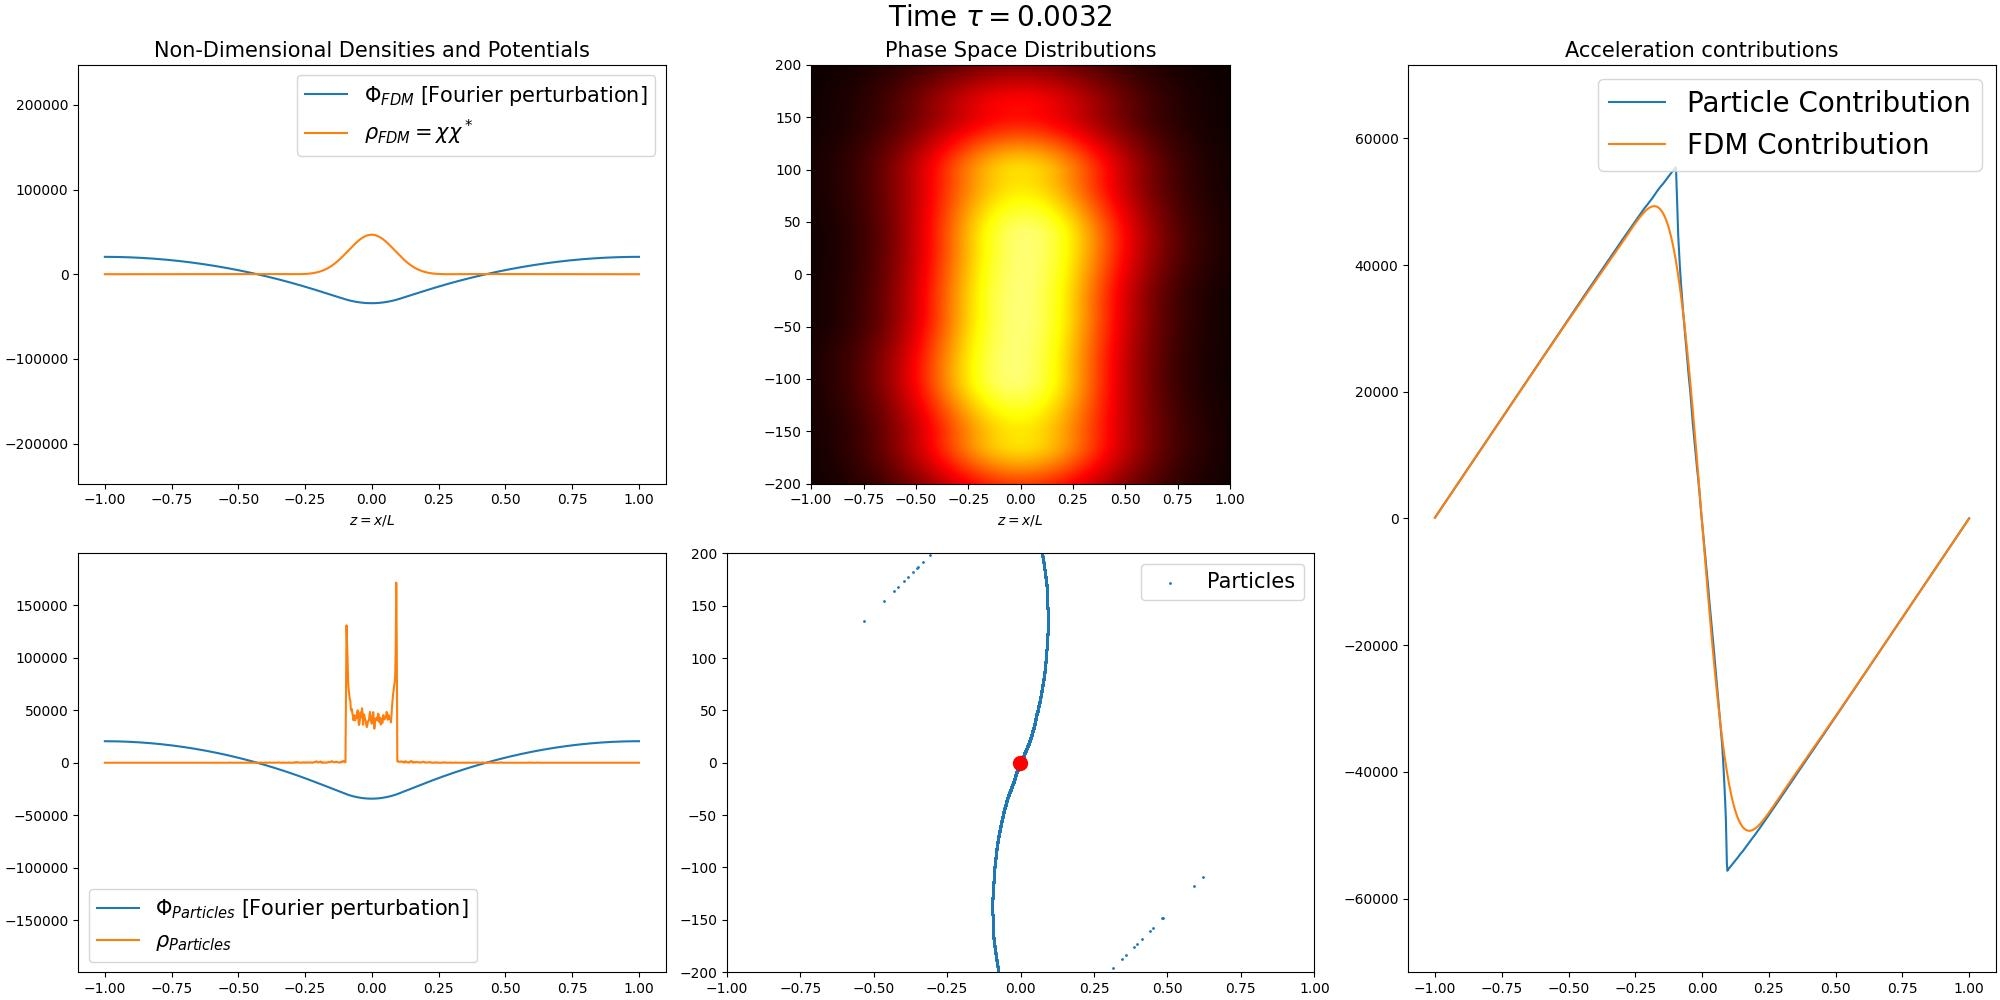 Time τ = 0.0032
Non-Dimensional Densities and Potentials
Φ_FDM [Fourier perturbation]
ρ_FDM = χχ*
200000
100000
0
−100000
−200000
−1.00 −0.75 −0.50 −0.25 0.00 0.25 0.50 0.75 1.00
z = x/L
Phase Space Distributions
200
150
100
50
0
−50
−100
−150
−200
−1.00 −0.75 −0.50 −0.25 0.00 0.25 0.50 0.75 1.00
z = x/L
Acceleration contributions
Particle Contribution
FDM Contribution
60000
40000
20000
0
−20000
−40000
−60000
−1.00 −0.75 −0.50 −0.25 0.00 0.25 0.50 0.75 1.00
150000
100000
50000
0
−50000
−100000
−150000
Φ_Particles [Fourier perturbation]
ρ_Particles
−1.00 −0.75 −0.50 −0.25 0.00 0.25 0.50 0.75 1.00
Particles
200
150
100
50
0
−50
−100
−150
−200
−1.00 −0.75 −0.50 −0.25 0.00 0.25 0.50 0.75 1.00